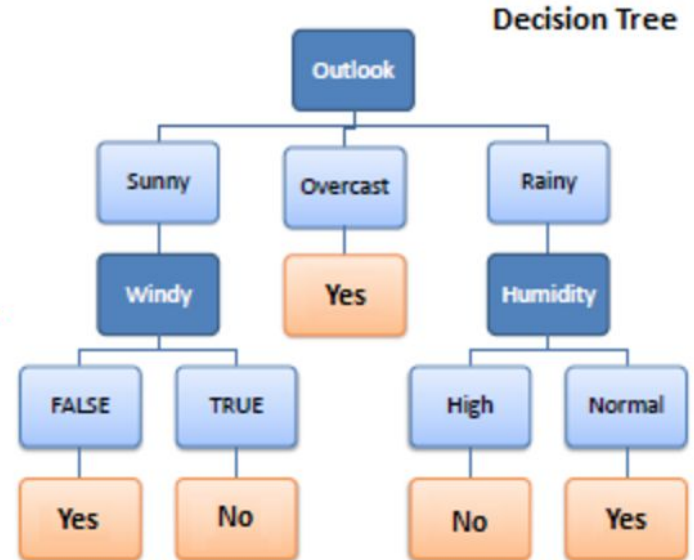 Decision Tree
Outlook
Sunny
Overcast
Rainy
Windy
Yes
Humidity
FALSE
TRUE
High
Normal
Yes
No
No
Yes